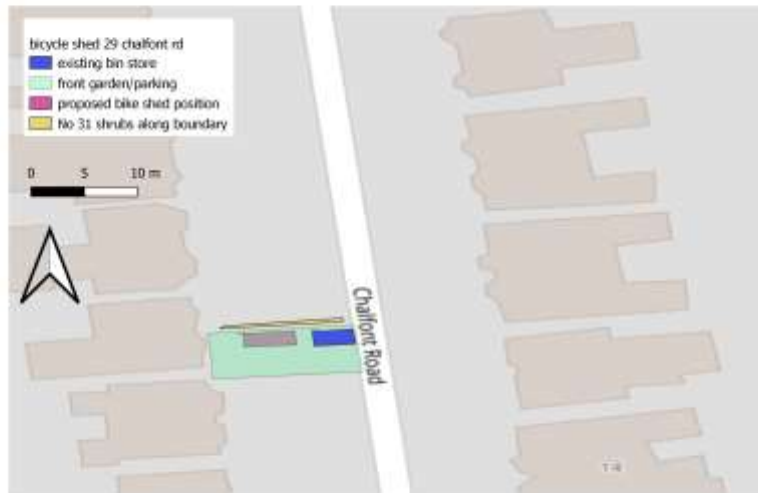 bicycle shed 29 chalfont rd
existing bin store
front garden/parking
proposed bike shed position
No 31 shrubs along boundary
0 5 10 m
Chalfont Road